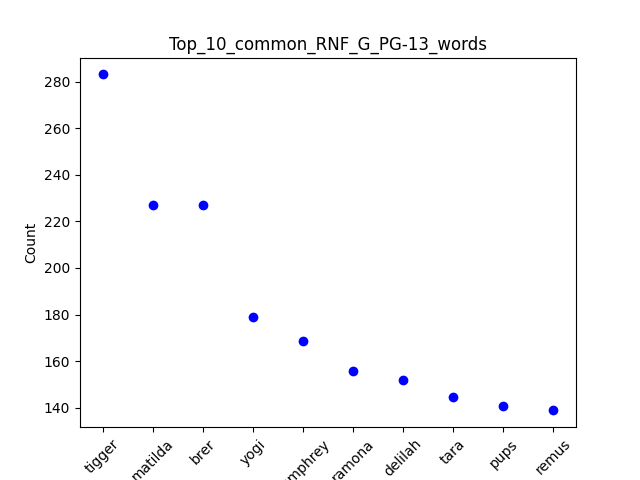 Top_10_common_RNF_G_PG-13_words
280
260
240
220
200
180
160
140
Count
tigger
matilda
brer
yogi
mphrey
ramona
delilah
tara
pups
remus